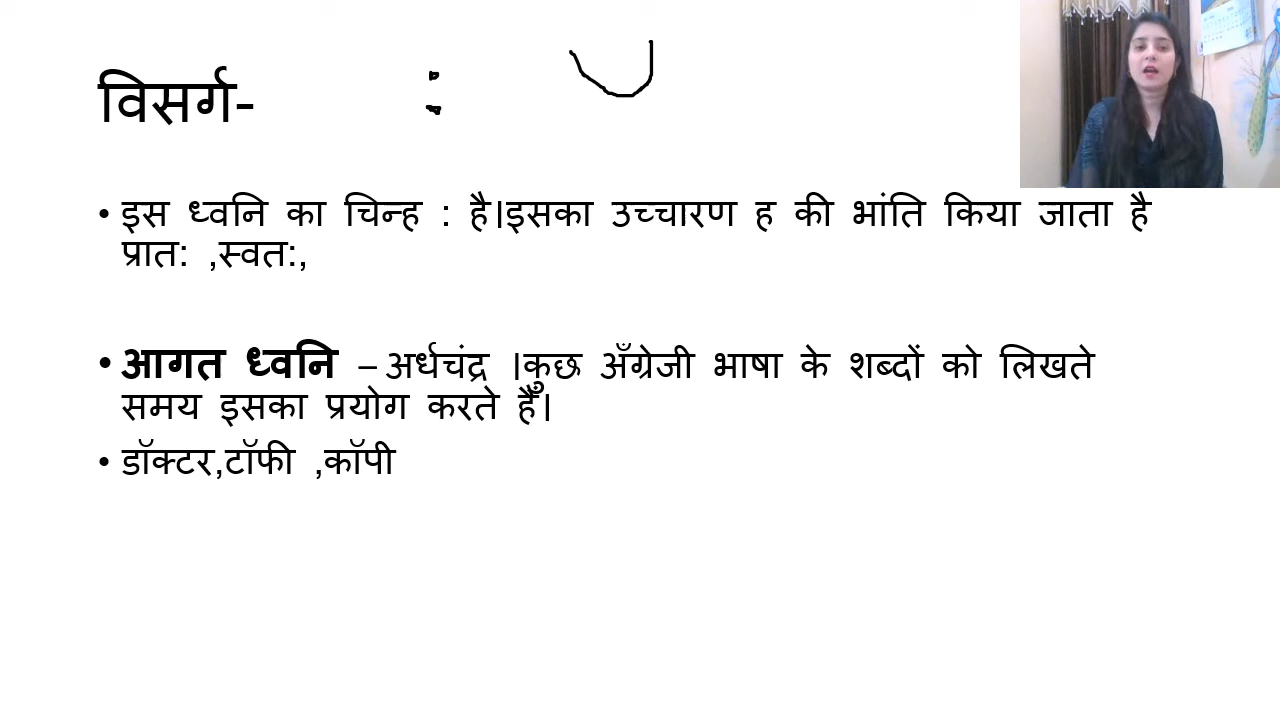 विसर्ग-
:
• इस ध्वनि का चिन्ह : है।इसका उच्चारण ह की भांति किया जाता है
प्रात: ,स्वत:,
• आगत ध्वनि – अर्धचंद्र ।कुछ अँग्रेजी भाषा के शब्दों को लिखते
समय इसका प्रयोग करते हैं।
• डॉक्टर,टॉफी ,कॉपी